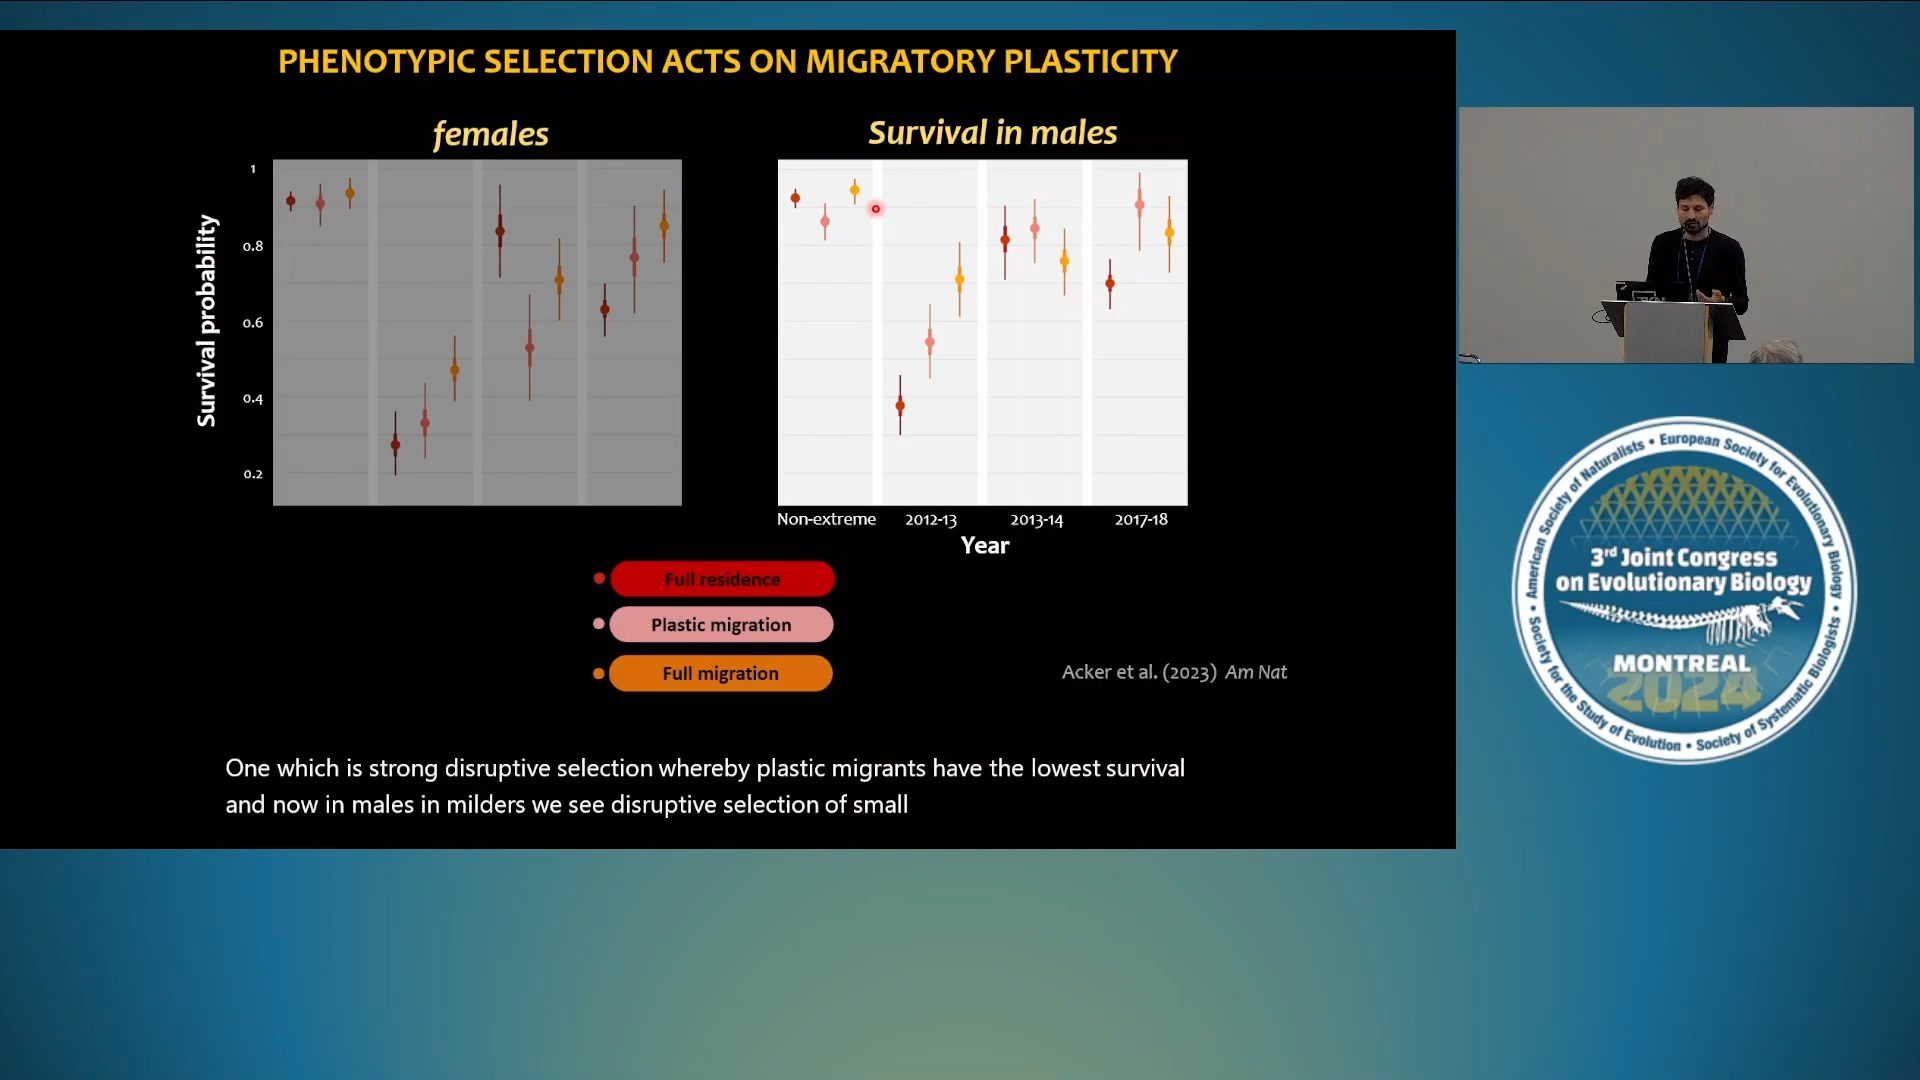 PHENOTYPIC SELECTION ACTS ON MIGRATORY PLASTICITY
females
Survival in males
Survival probability
1
0.8
0.6
0.4
0.2
Non-extreme 2012-13 2013-14 2017-18
Year
Full residence
Plastic migration
Full migration
Acker et al. (2023) Am Nat
One which is strong disruptive selection whereby plastic migrants have the lowest survival
and now in males in milders we see disruptive selection of small
American Society of Naturalists • European Society for Evolutionary Biology • Society of Systematic Biologists • Society for the Study of Evolution •
3rd Joint Congress
on Evolutionary Biology
MONTREAL
2024